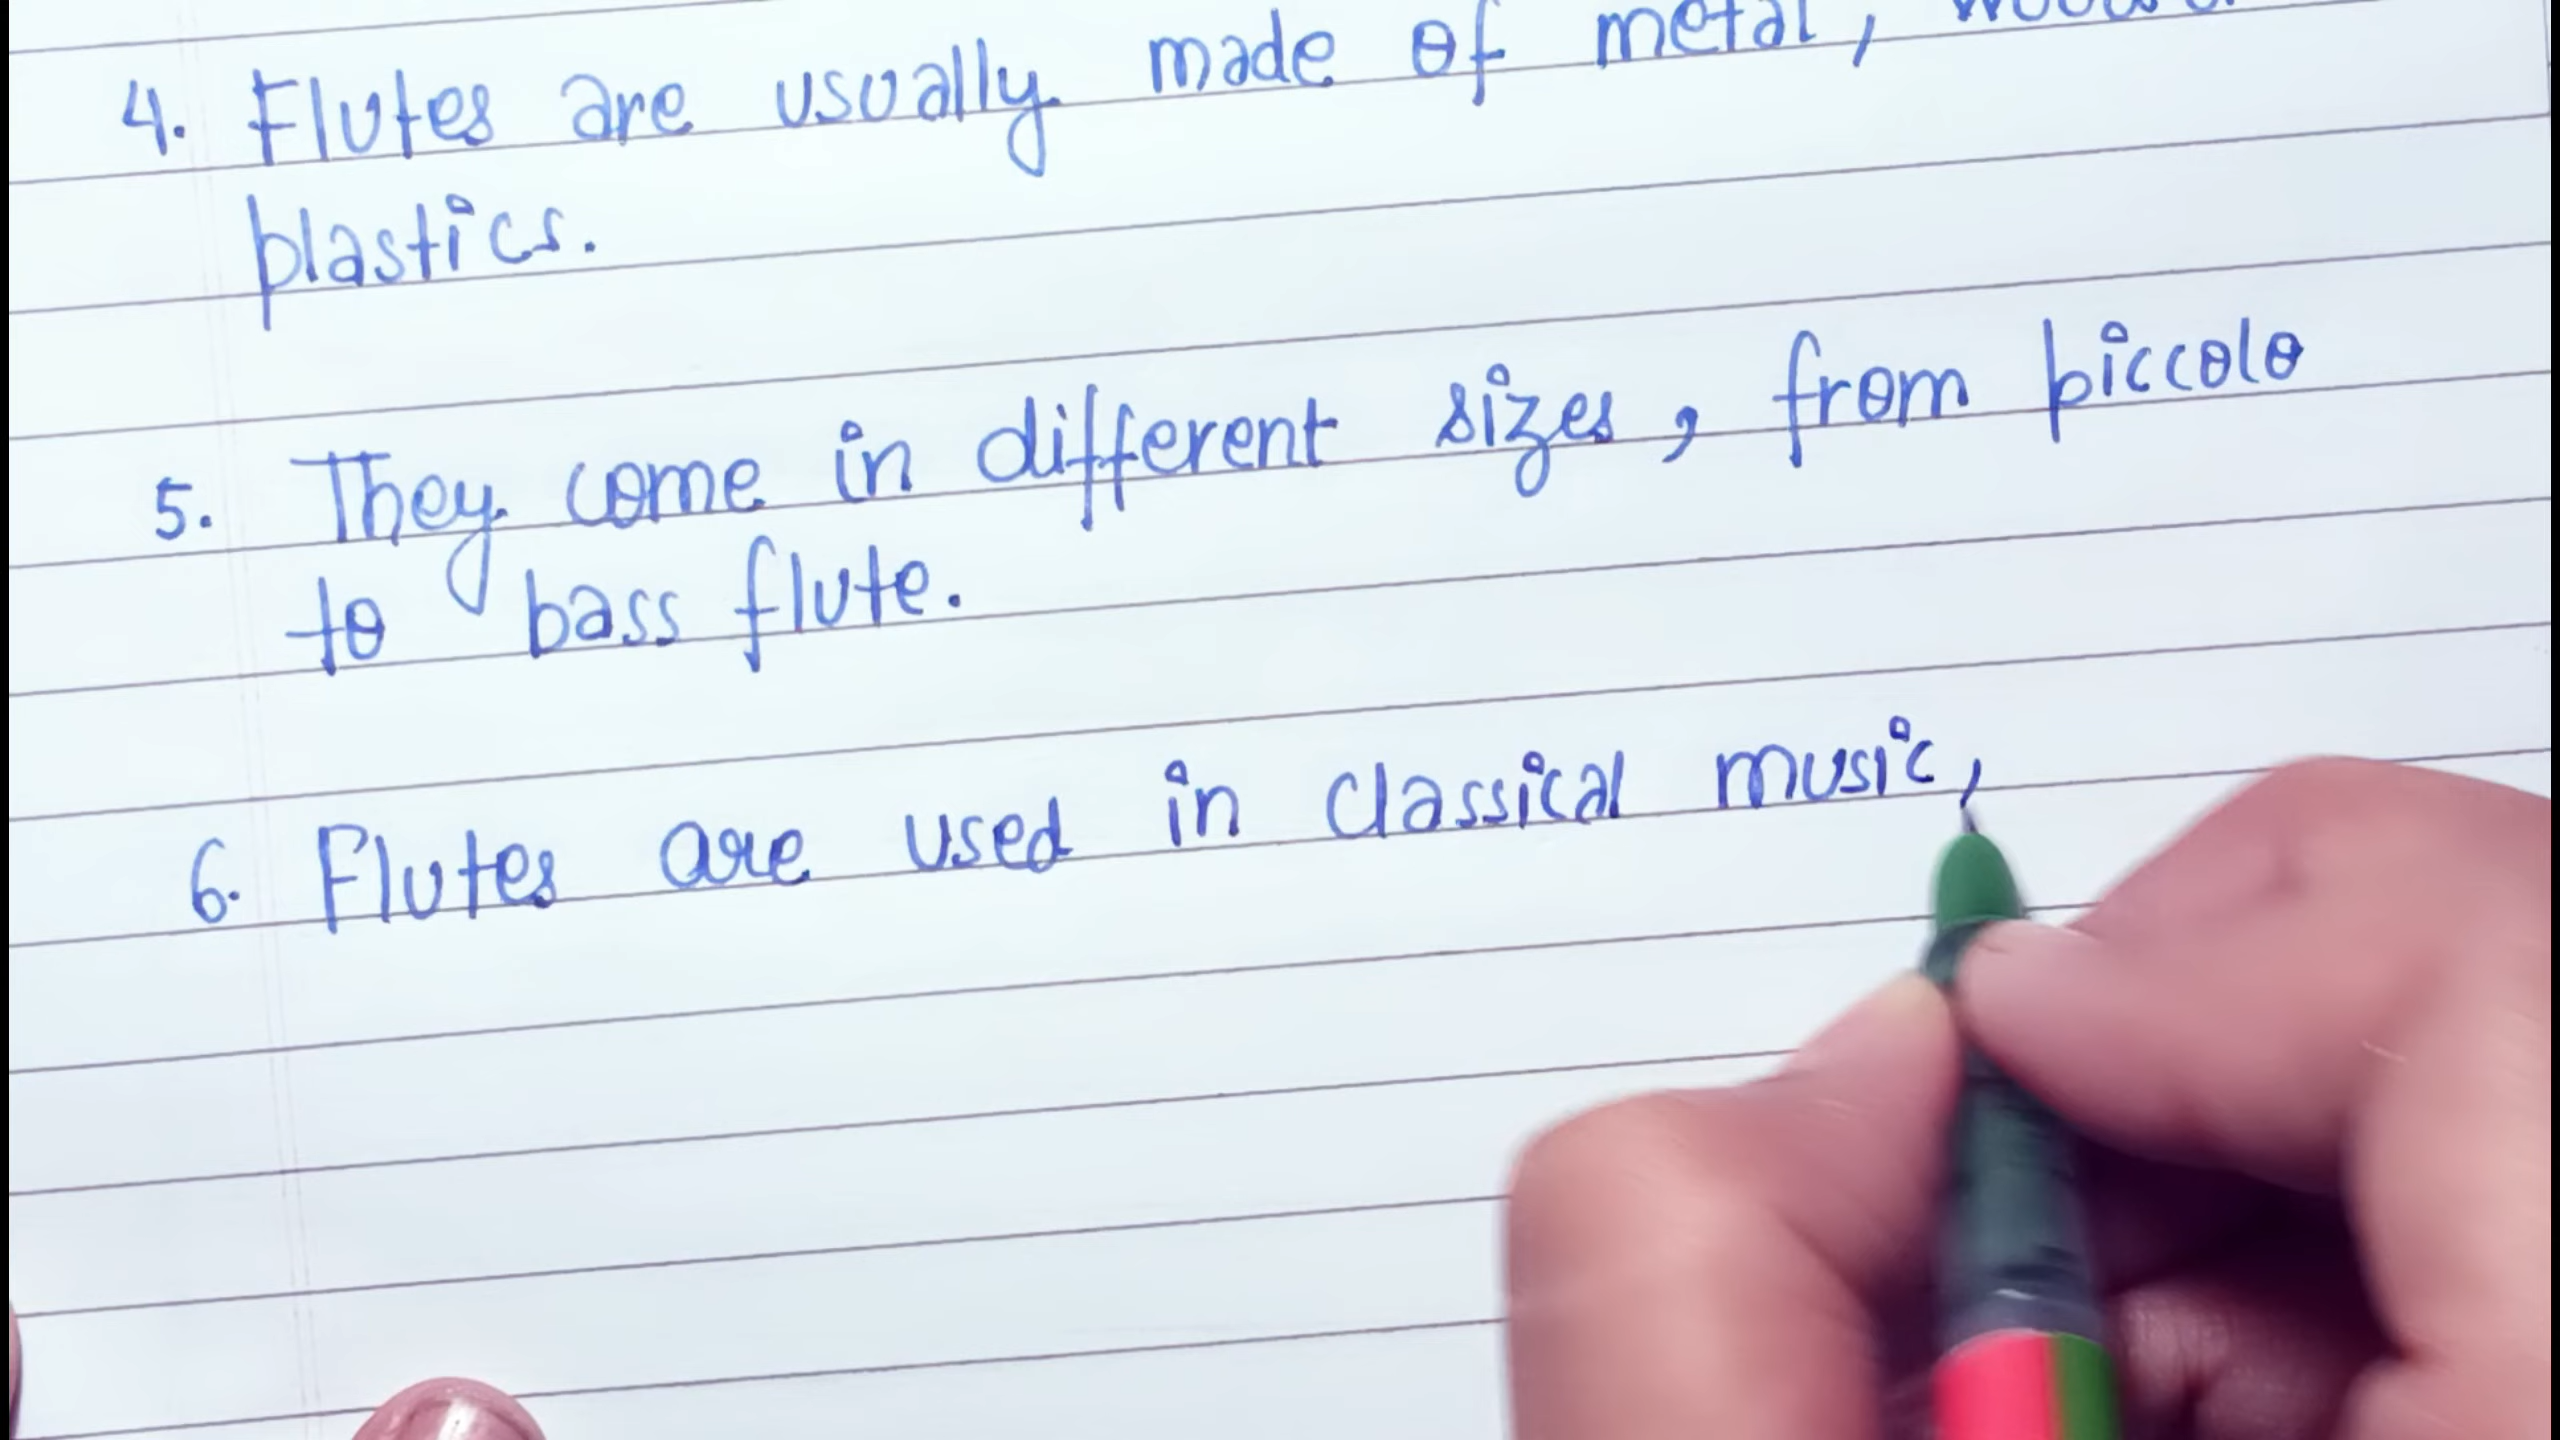 4. Flutes are usually made of metal,
plastics.
5. They come in different sizes, from piccolo
to bass flute.
6. Flutes are used in classical music,